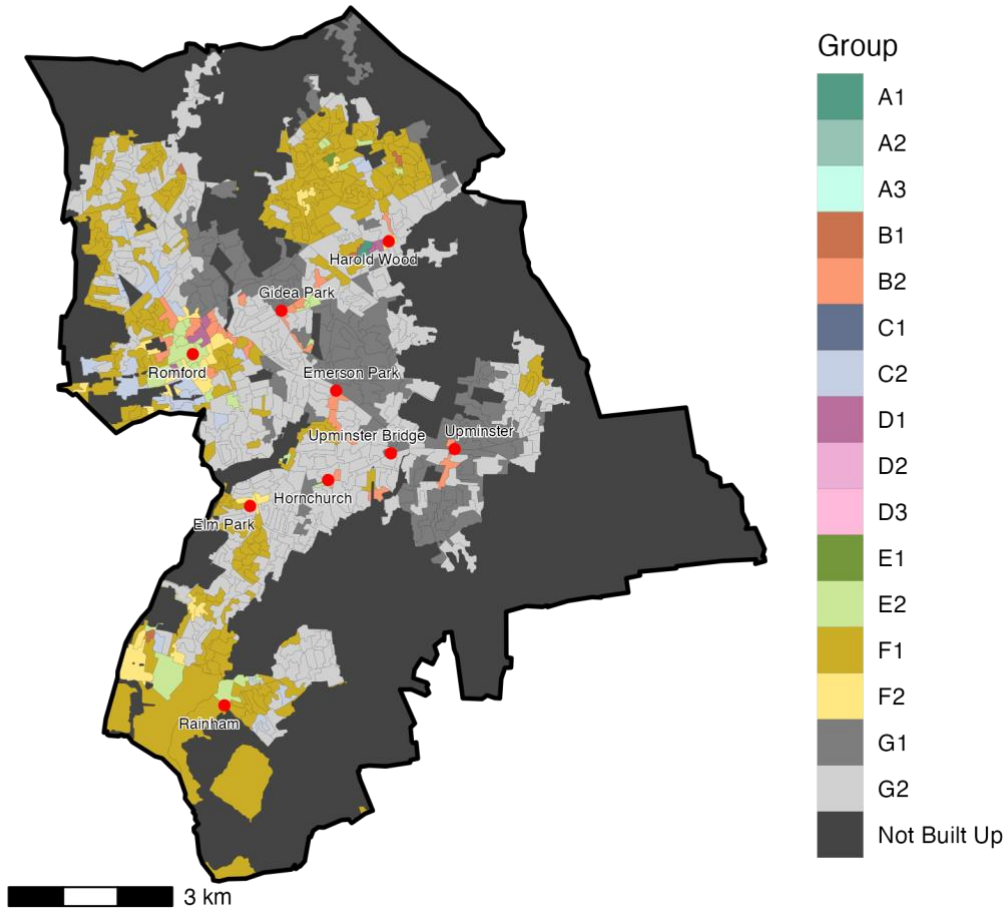 Group
A1
A2
A3
B1
B2
C1
C2
D1
D2
D3
E1
E2
F1
F2
G1
G2
Not Built Up
Harold Wood
Gidea Park
Romford
Emerson Park
Upminster Bridge
Upminster
Hornchurch
Elm Park
Rainham
3 km